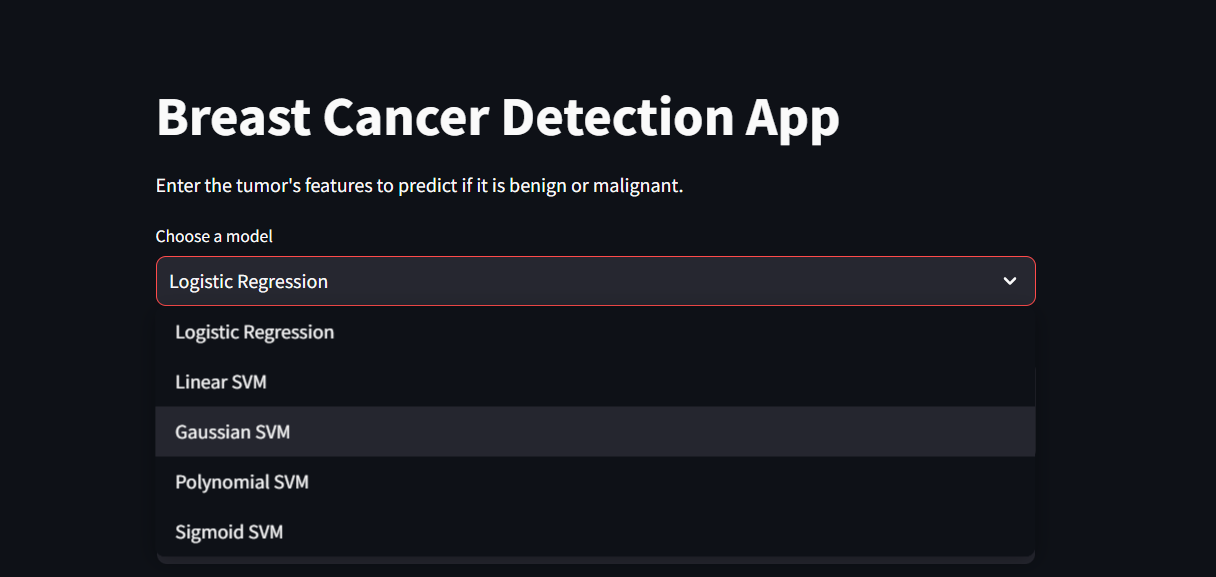 Breast Cancer Detection App
Enter the tumor's features to predict if it is benign or malignant.
Choose a model
Logistic Regression
Logistic Regression
Linear SVM
Gaussian SVM
Polynomial SVM
Sigmoid SVM